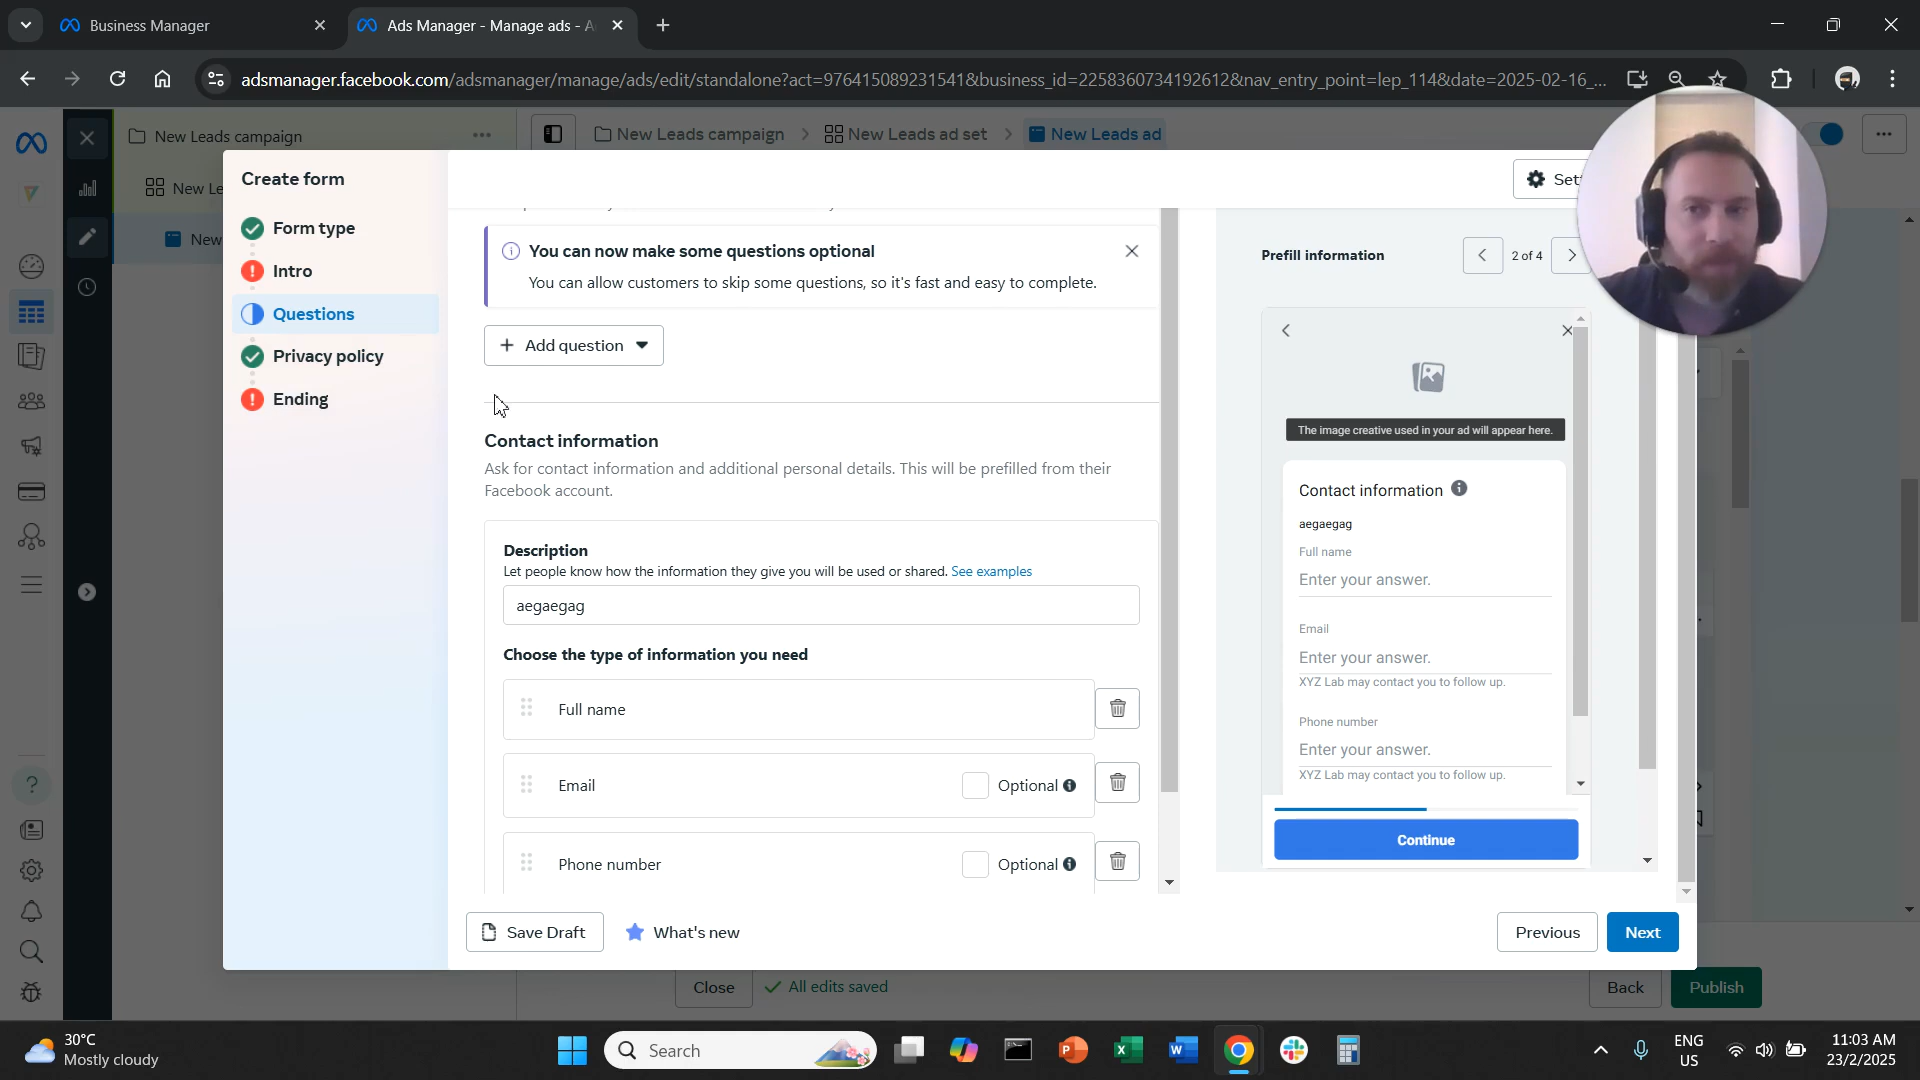 Business Manager
Ads Manager - Manage ads - A
adsmanager.facebook.com/adsmanager/manage/ads/edit/standalone?act=976415089231541&business_id=2258360734192612&nav_entry_point=lep_114&date=2025-02-16_...
New Leads campaign
New Leads campaign
New Leads ad set
New Leads ad
New Le
New
Create form
Form type
Intro
Questions
Privacy policy
Ending
Set
You can now make some questions optional
You can allow customers to skip some questions, so it's fast and easy to complete.
Add question
Contact information
Ask for contact information and additional personal details. This will be prefilled from their
Facebook account.
Description
Let people know how the information they give you will be used or shared. See examples
aegaegag
Choose the type of information you need
Full name
Email
Optional
Phone number
Optional
Prefill information
2 of 4
The image creative used in your ad will appear here.
Contact information
aegaegag
Full name
Enter your answer.
Email
Enter your answer.
XYZ Lab may contact you to follow up.
Phone number
Enter your answer.
XYZ Lab may contact you to follow up.
Continue
Save Draft
What's new
Previous
Next
Close
All edits saved
Back
Publish
30°C
Mostly cloudy
Search
ENG
US
11:03 AM
23/2/2025